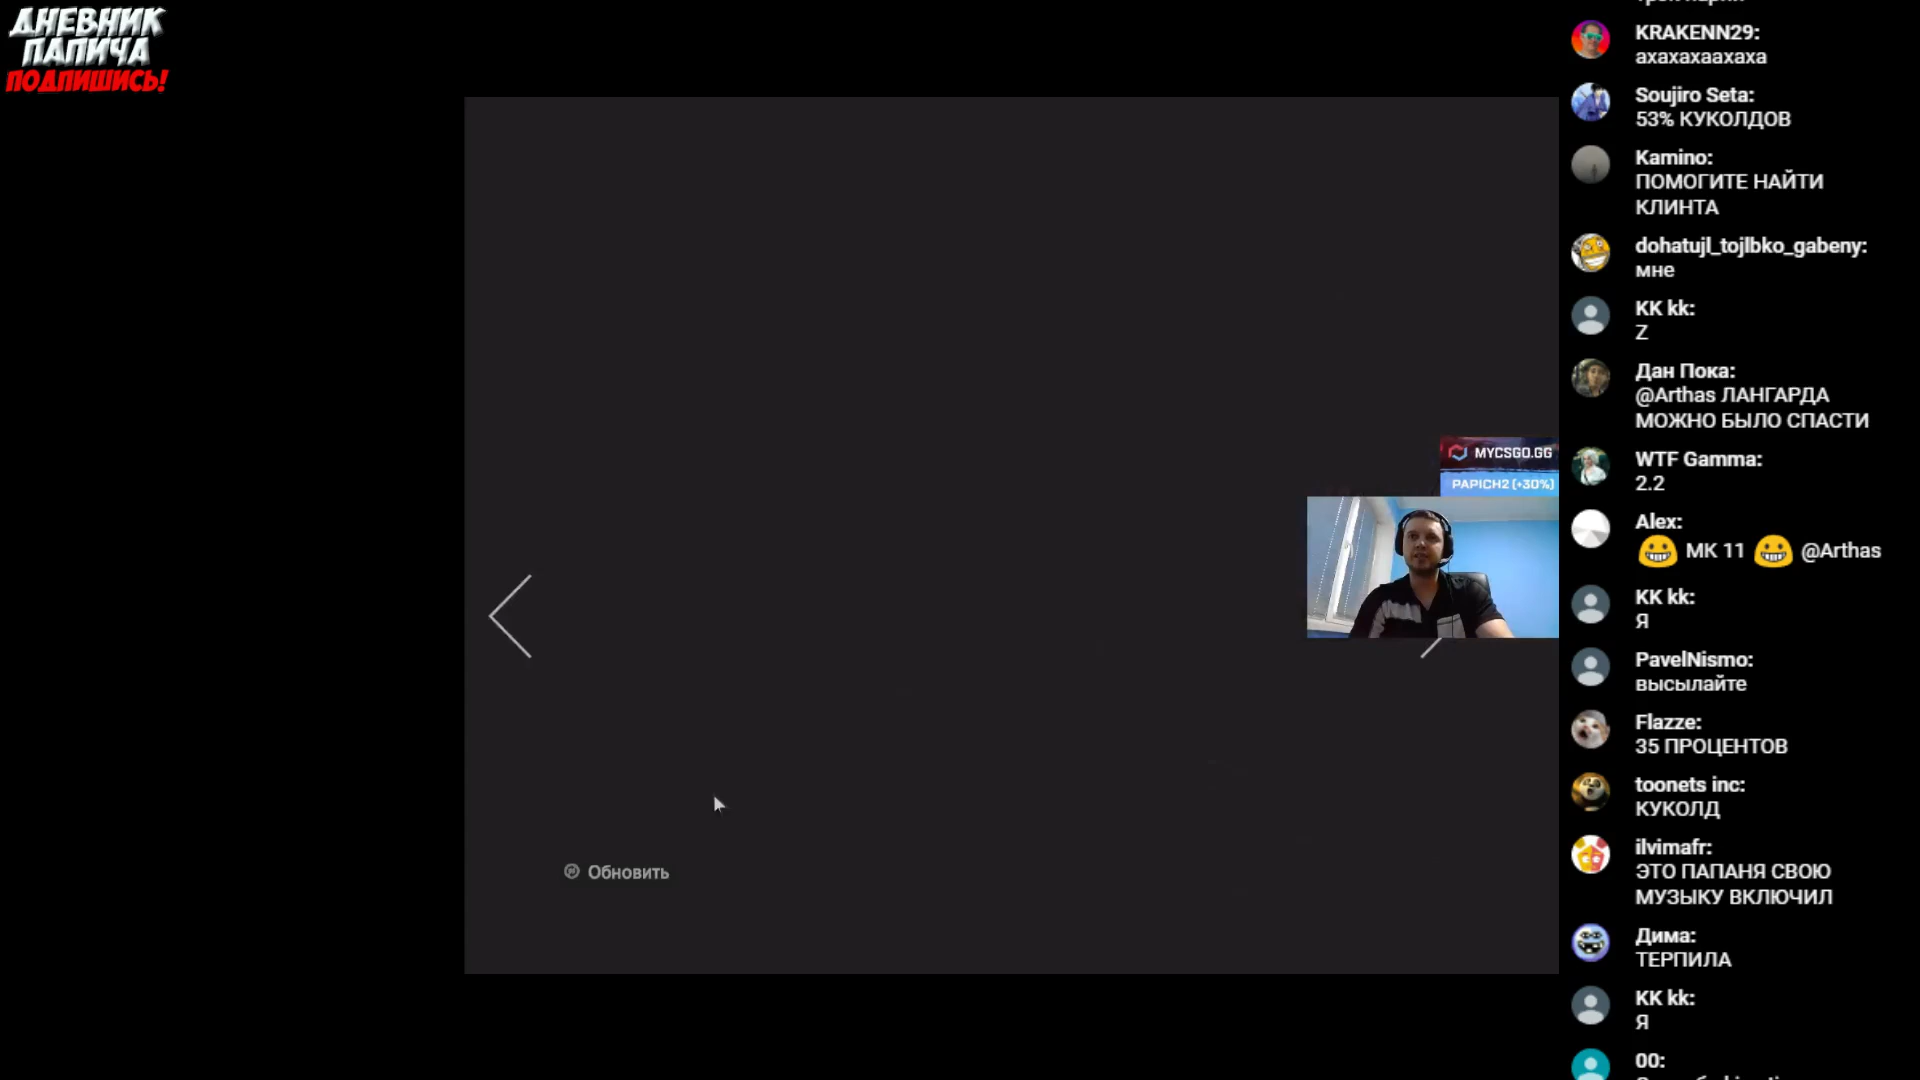 ДНЕВНИК
ПАПИЧА
ПОДПИШИСЬ!
MYCSGO.GG
PAPICH2 (+30%)
Обновить
KRAKENN29:
ахахахаахаха
Soujiro Seta:
53% КУКОЛДОВ
Kamino:
ПОМОГИТЕ НАЙТИ
КЛИНТА
dohatujl_tojlbko_gabeny:
мне
KK kk:
Z
Дан Пока:
@Arthas ЛАНГАРДА
МОЖНО БЫЛО СПАСТИ
WTF Gamma:
2.2
Alex:
МК 11 @Arthas
KK kk:
Я
PavelNismo:
высылайте
Flazze:
35 ПРОЦЕНТОВ
toonets inc:
КУКОЛД
ilvimafr:
ЭТО ПАПАНЯ СВОЮ
МУЗЫКУ ВКЛЮЧИЛ
Дима:
ТЕРПИЛА
KK kk:
Я
00: